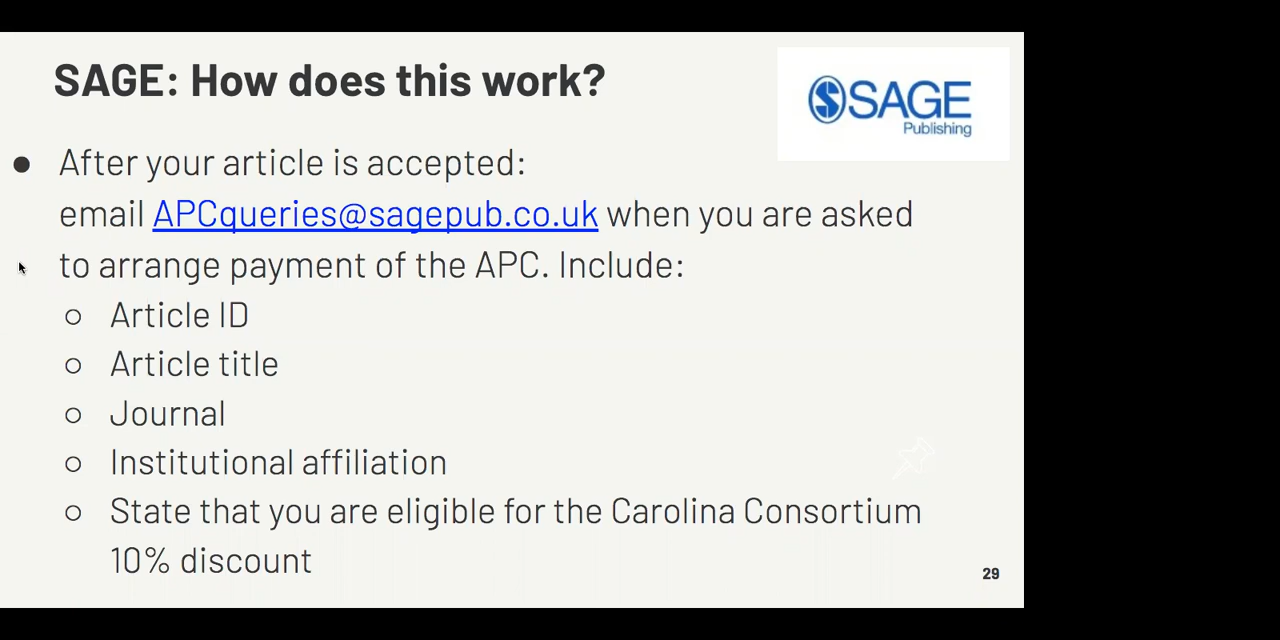 SAGE: How does this work?
SAGE
Publishing
● After your article is accepted:
email APCqueries@sagepub.co.uk when you are asked
to arrange payment of the APC. Include:
○ Article ID
○ Article title
○ Journal
○ Institutional affiliation
○ State that you are eligible for the Carolina Consortium
10% discount
29